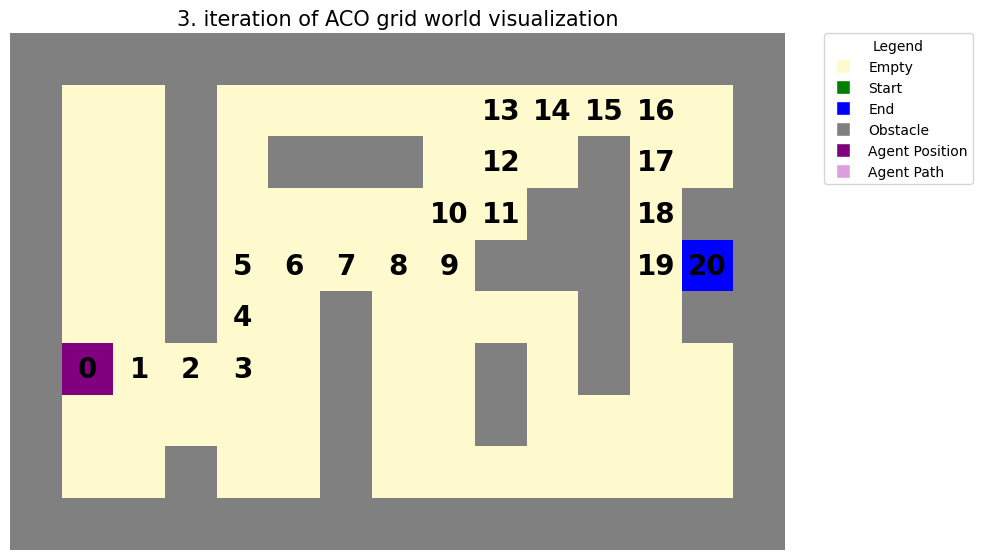 3. iteration of ACO grid world visualization
Legend
Empty
Start
End
Obstacle
Agent Position
Agent Path
13 14 15 16
12 17
10 11 18
5 6 7 8 9 19 20
4
0 1 2 3